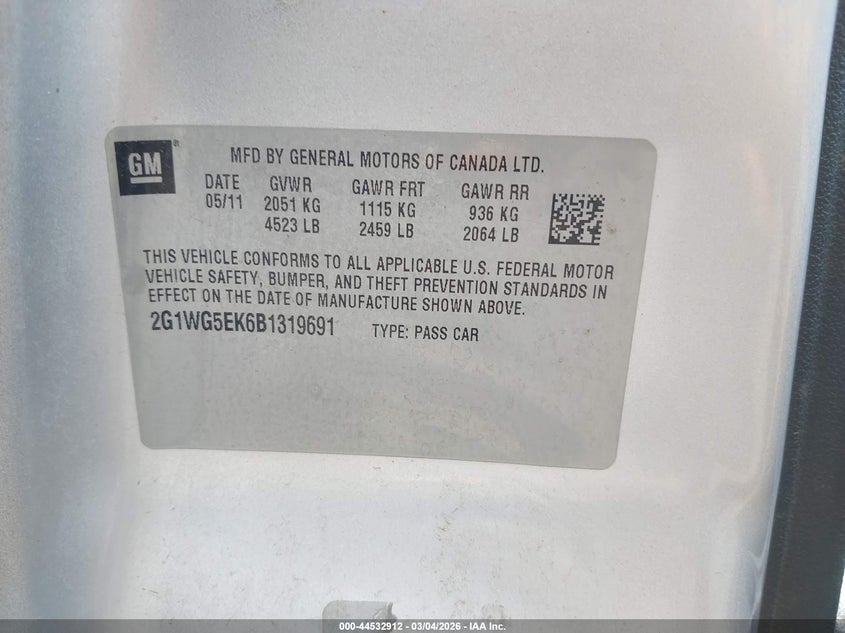 GM
MFD BY GENERAL MOTORS OF CANADA LTD.
DATE GVWR GAWR FRT GAWR RR
05/11 2051 KG 1115 KG 936 KG
4523 LB 2459 LB 2064 LB
THIS VEHICLE CONFORMS TO ALL APPLICABLE U.S. FEDERAL MOTOR
VEHICLE SAFETY, BUMPER, AND THEFT PREVENTION STANDARDS IN
EFFECT ON THE DATE OF MANUFACTURE SHOWN ABOVE.
2G1WG5EK6B1319691 TYPE: PASS CAR
000-44532912 - 03/04/2026 - IAA Inc.